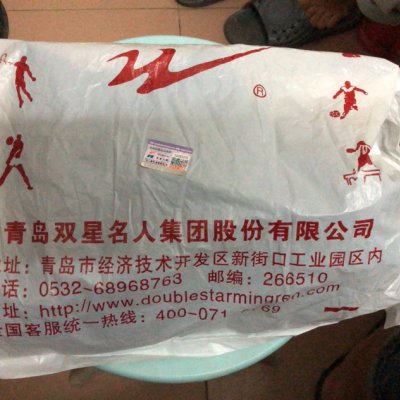 ®
青岛双星名人集团股份有限公司
址：青岛市经济技术开发区新街口工业园区内
话：0532-68968763 邮编：266510
址：http://www.doublestarmingren.com
全国客服统一热线：400-071